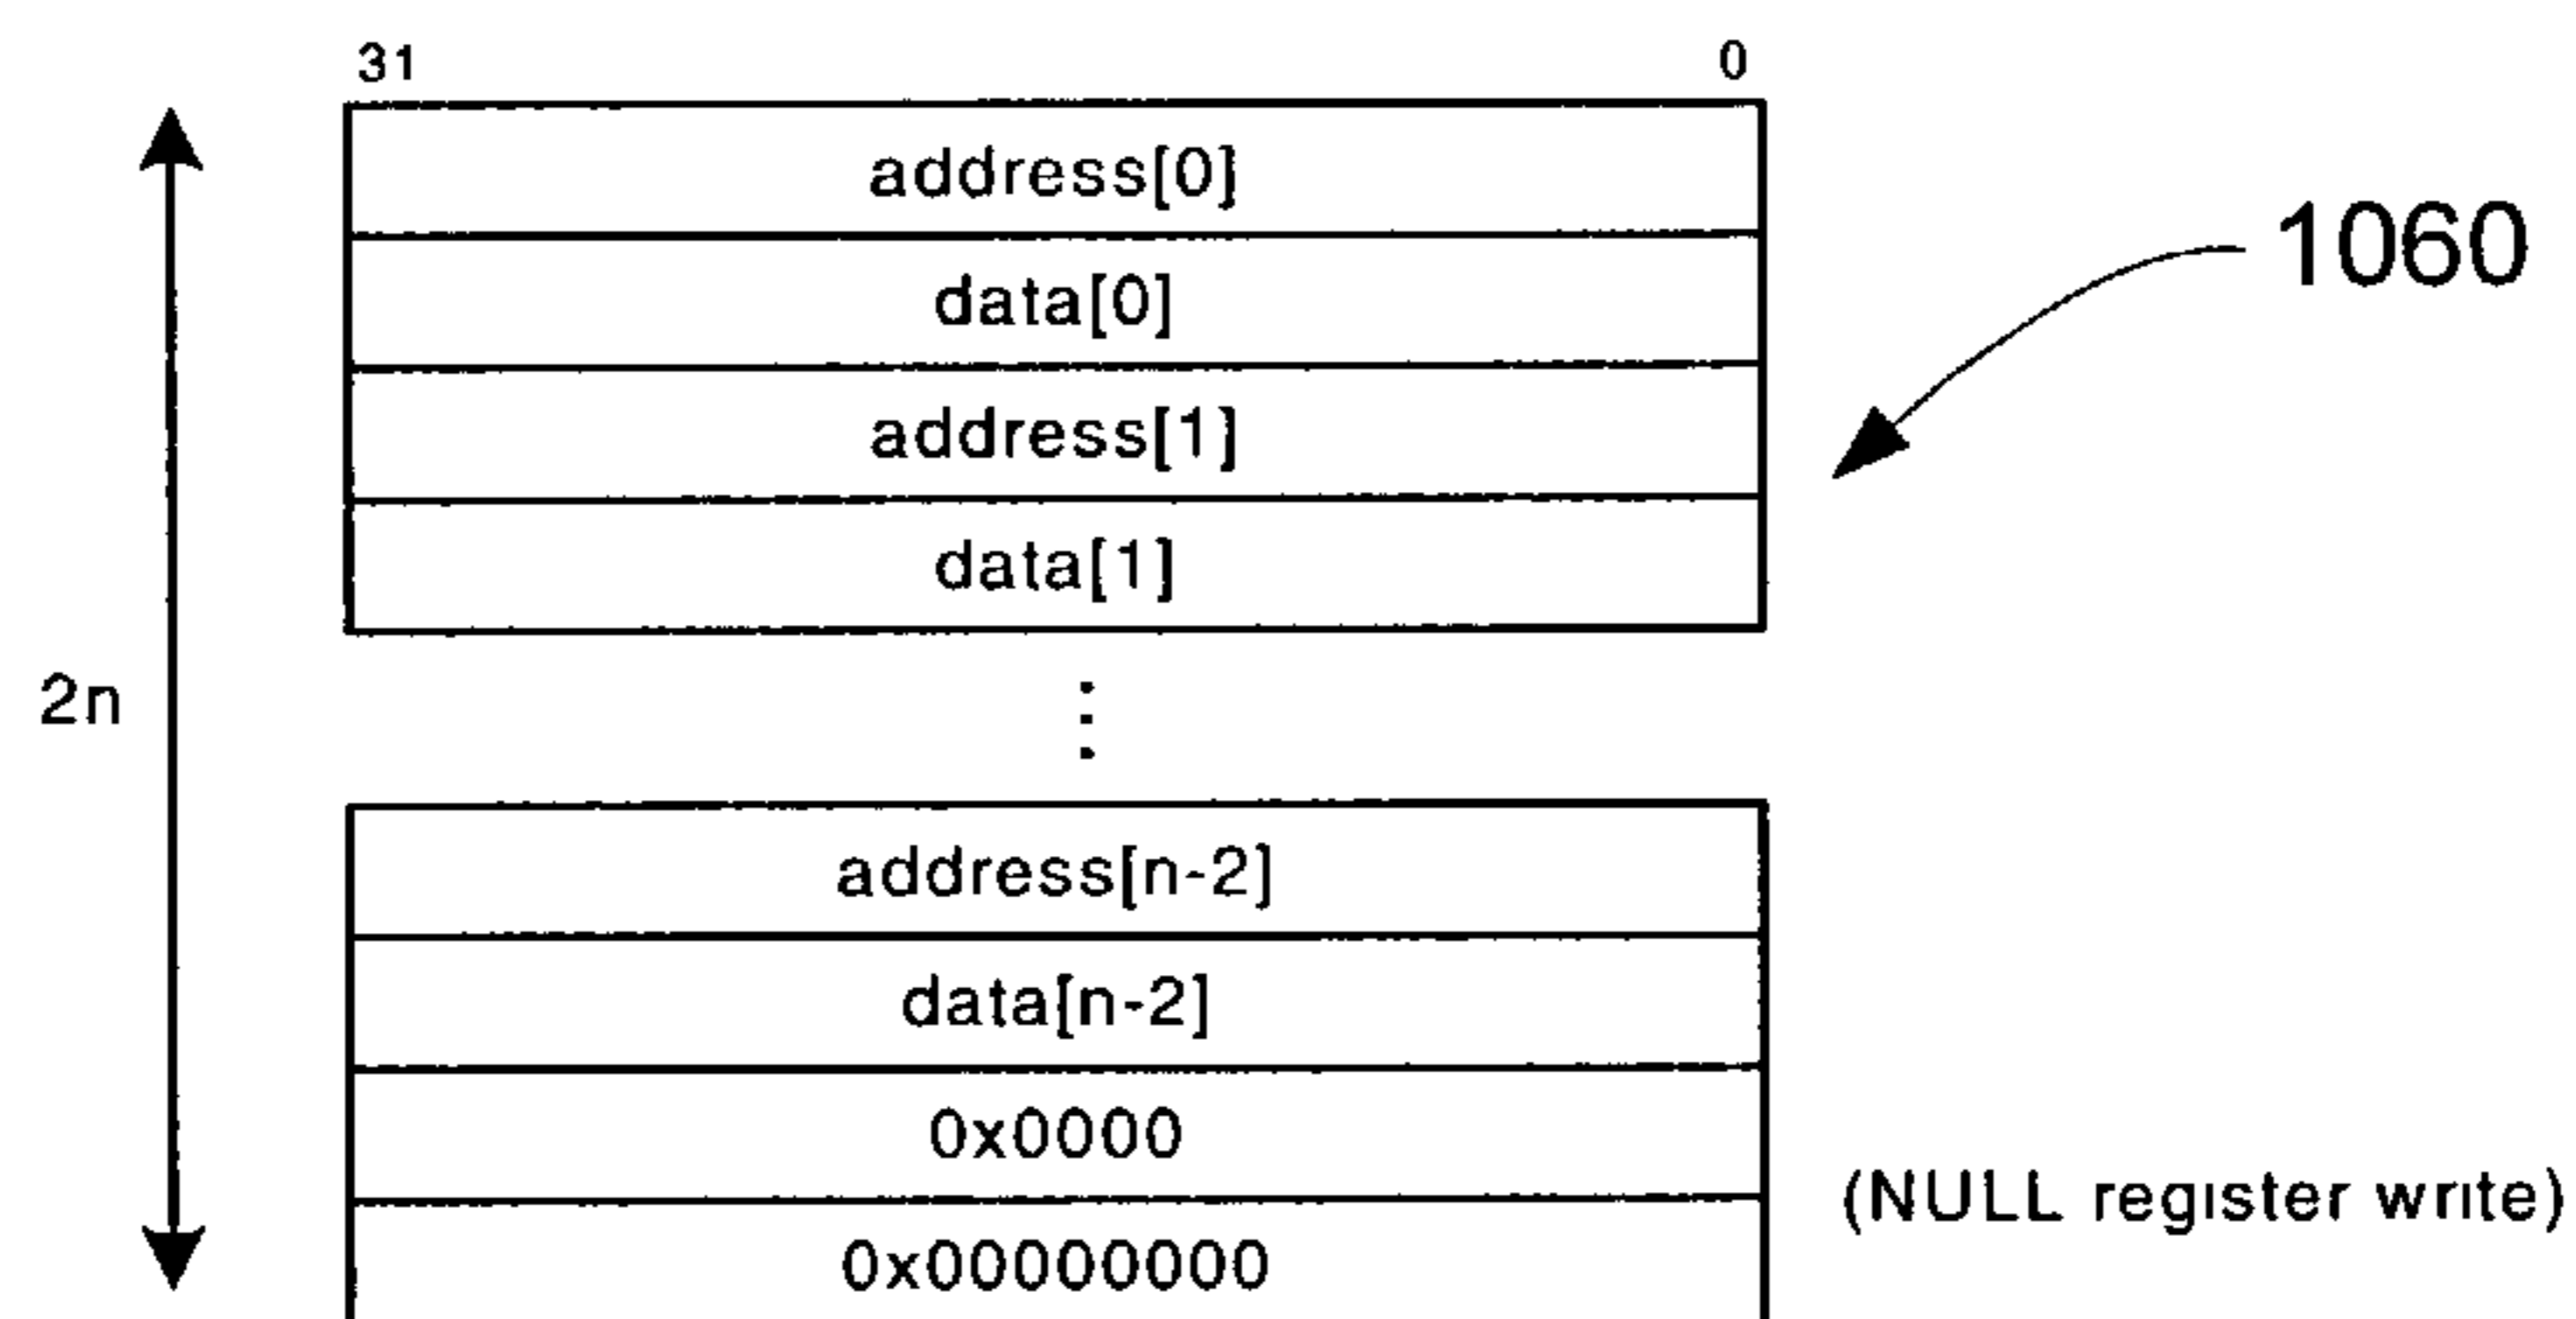 31 0
address[0]
data[0]
1060
address[1]
data[1]
2n
⋮
address[n-2]
data[n-2]
0x0000
(NULL register write)
0x00000000